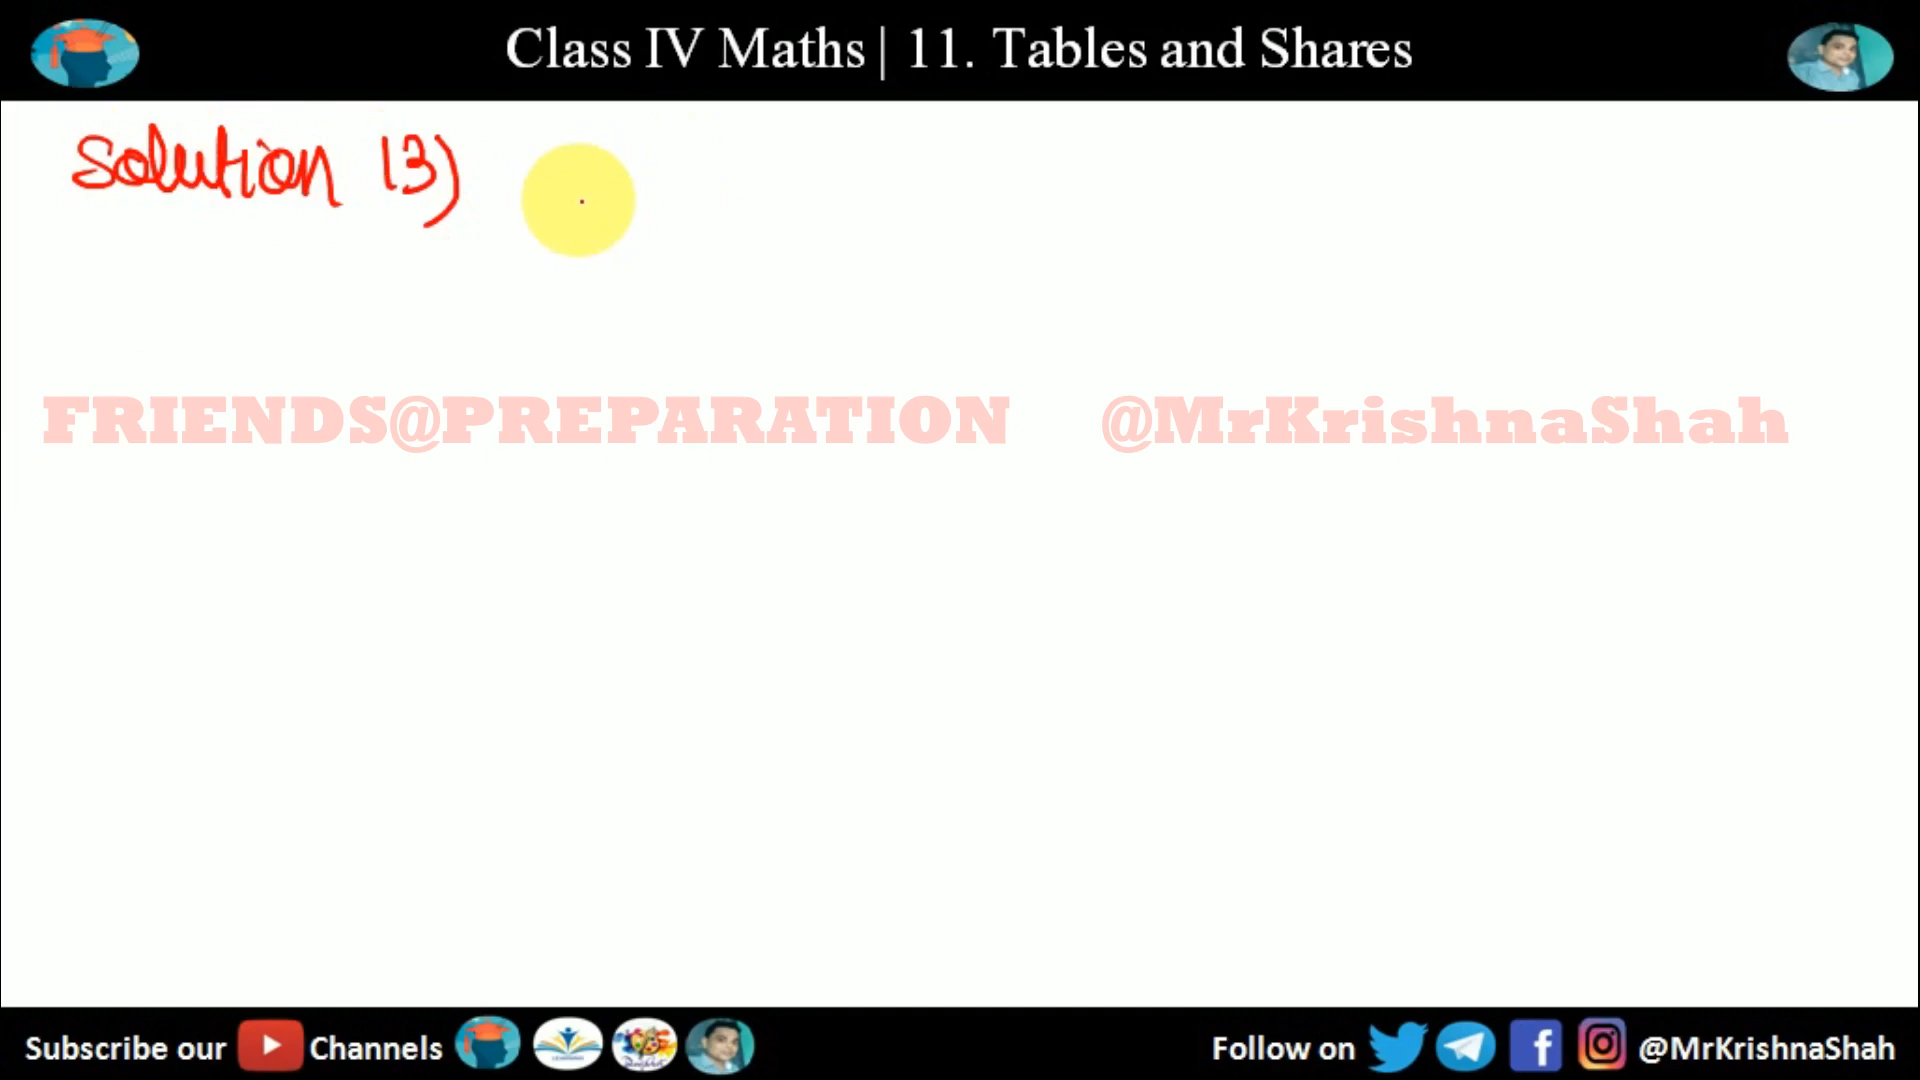 Class IV Maths | 11. Tables and Shares
Solution 13)
FRIENDS@PREPARATION @MrKrishnaShah
Subscribe our Channels Follow on @MrKrishnaShah